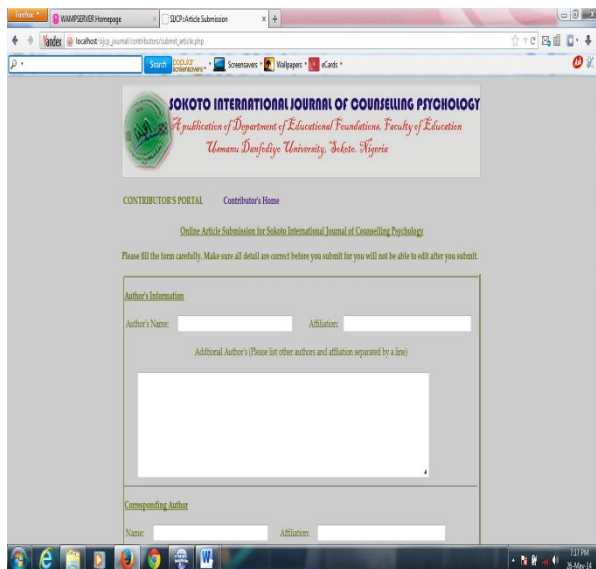 Firefox
WAMPSERVER Homepage
SIJCP:Article Submission
Yandex
localhost/sijcp_journal/contributors/submit_article.php
Search
popular screensavers
Screensavers
Wallpapers
eCards
SOKOTO INTERNATIONAL JOURNAL OF COUNSELLING PSYCHOLOGY
A publication of Department of Educational Foundations, Faculty of Education
Usmanu Danfodiyo University, Sokoto. Nigeria
CONTRIBUTOR'S PORTAL Contributor's Home
Online Article Submission for Sokoto International Journal of Counselling Psychology
Please fill the form carefully. Make sure all detail are correct before you submit for you will not be able to edit after you submit.
Author's Information
Author's Name: Affiliation:
Addtional Author's (Please list other authors and affliation separated by a line)
Corresponding Author
Name: Affiliation:
7:17 PM
26-May-14